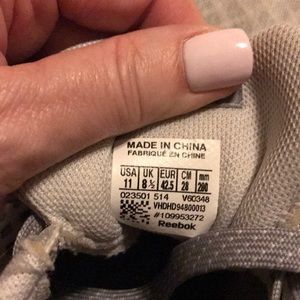 MADE IN CHINA
FABRIQUÉ EN CHINE
USA UK EUR CM mm
11 8½ 42.5 28 280
023501 514 V60348
VHDHD94800013
#109953272
Reebok